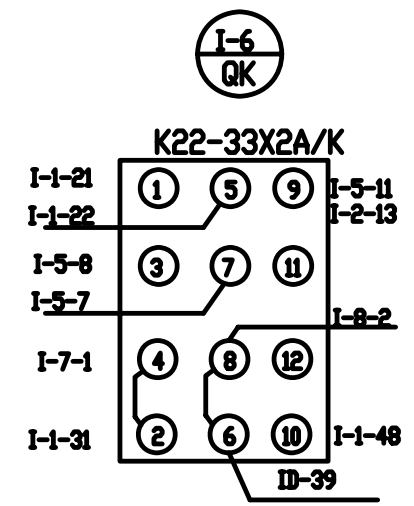 I-6
QK
K22-33X2A/K
I-1-21 1 5 9 I-5-11
I-1-22 I-2-13
I-5-8 3 7 11
I-5-7 I-8-2
I-7-1 4 8 12
I-1-31 2 6 10 I-1-48
ID-39